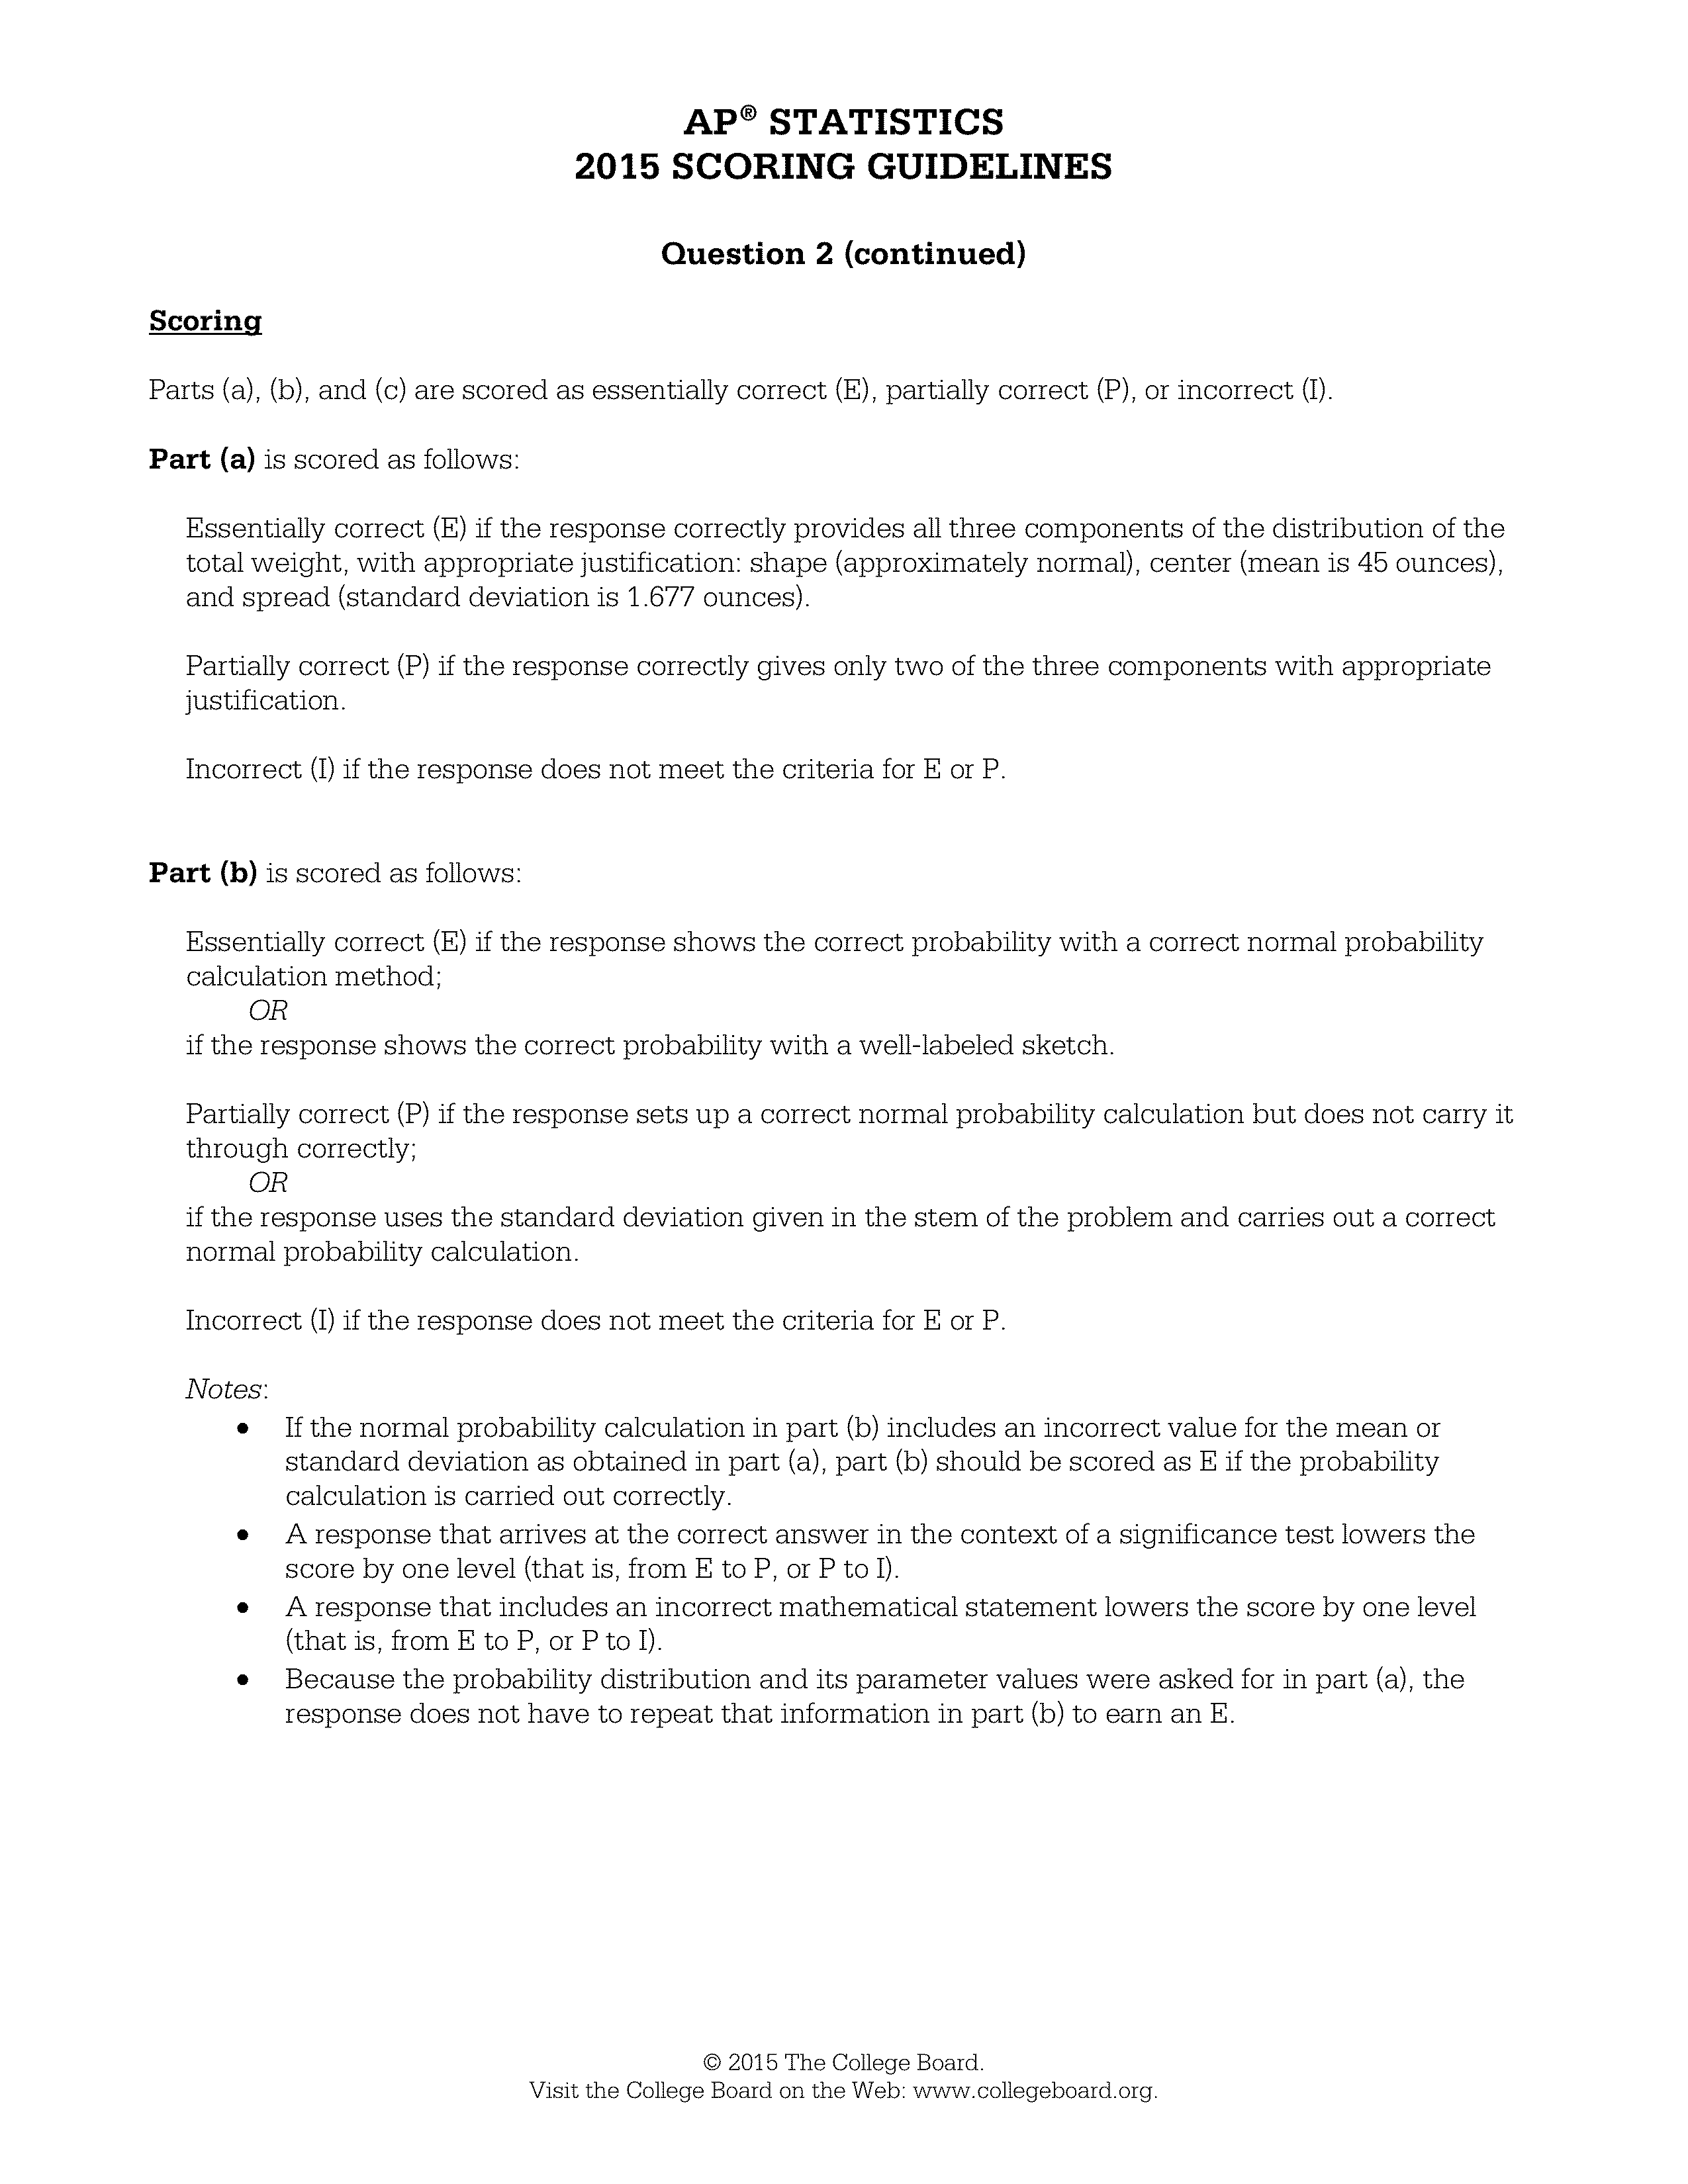 AP® STATISTICS
2015 SCORING GUIDELINES
Question 2 (continued)
Scoring
Parts (a), (b), and (c) are scored as essentially correct (E), partially correct (P), or incorrect (I).
Part (a) is scored as follows:
Essentially correct (E) if the response correctly provides all three components of the distribution of the
total weight, with appropriate justification: shape (approximately normal), center (mean is 45 ounces),
and spread (standard deviation is 1.677 ounces).
Partially correct (P) if the response correctly gives only two of the three components with appropriate
justification.
Incorrect (I) if the response does not meet the criteria for E or P.
Part (b) is scored as follows:
Essentially correct (E) if the response shows the correct probability with a correct normal probability
calculation method;
OR
if the response shows the correct probability with a well-labeled sketch.
Partially correct (P) if the response sets up a correct normal probability calculation but does not carry it
through correctly;
OR
if the response uses the standard deviation given in the stem of the problem and carries out a correct
normal probability calculation.
Incorrect (I) if the response does not meet the criteria for E or P.
Notes:
• If the normal probability calculation in part (b) includes an incorrect value for the mean or
standard deviation as obtained in part (a), part (b) should be scored as E if the probability
calculation is carried out correctly.
• A response that arrives at the correct answer in the context of a significance test lowers the
score by one level (that is, from E to P, or P to I).
• A response that includes an incorrect mathematical statement lowers the score by one level
(that is, from E to P, or P to I).
• Because the probability distribution and its parameter values were asked for in part (a), the
response does not have to repeat that information in part (b) to earn an E.
© 2015 The College Board.
Visit the College Board on the Web: www.collegeboard.org.